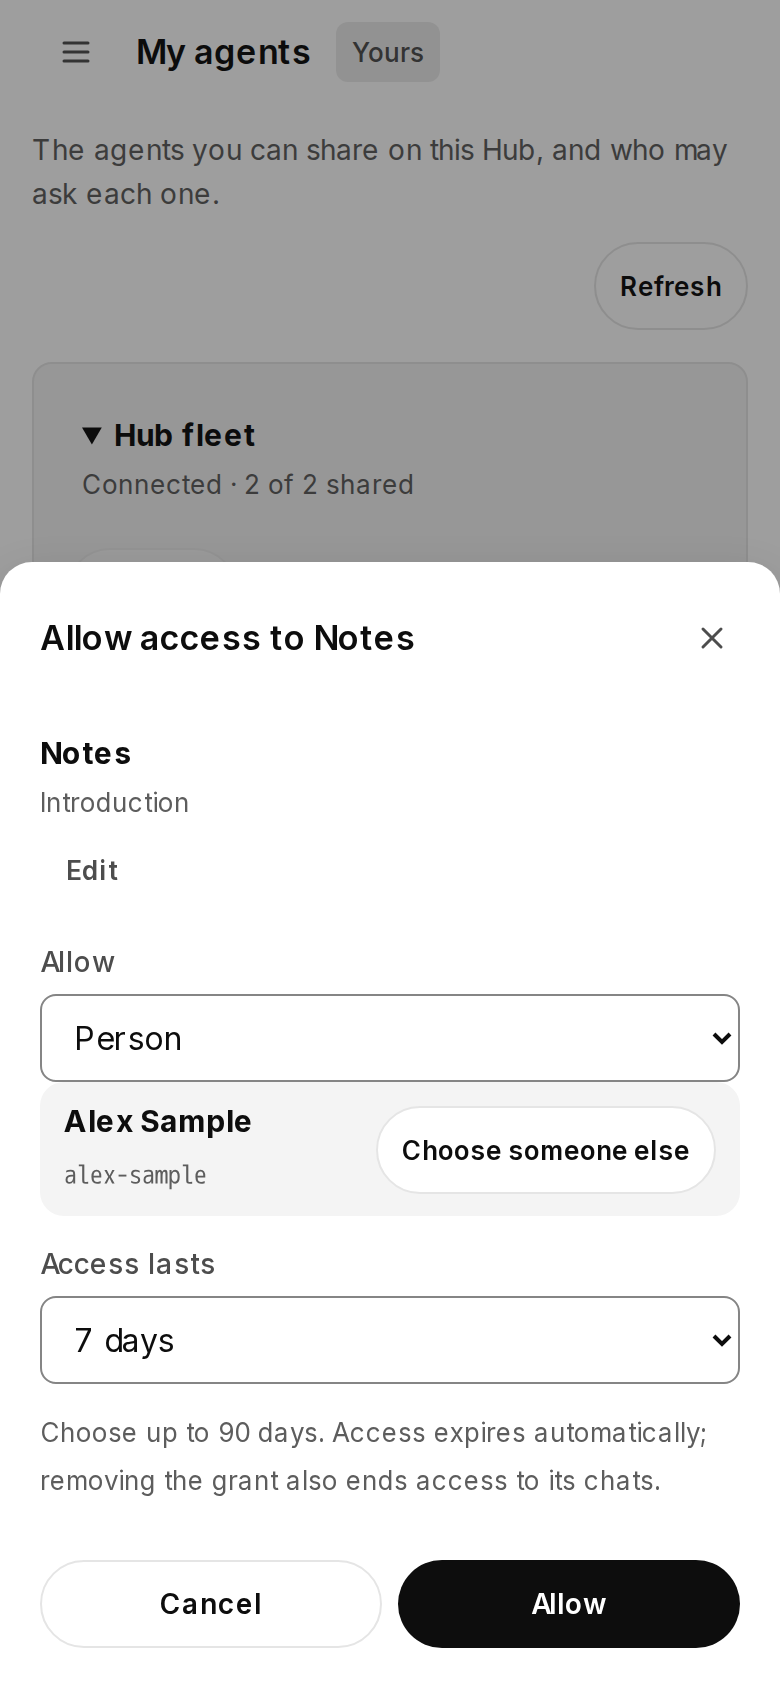 My agents
Yours
The agents you can share on this Hub, and who may
ask each one.
Refresh
Hub fleet
Connected · 2 of 2 shared
Allow access to Notes
Notes
Introduction
Edit
Allow
Person
Alex Sample
alex-sample
Choose someone else
Access lasts
7 days
Choose up to 90 days. Access expires automatically;
removing the grant also ends access to its chats.
Cancel
Allow